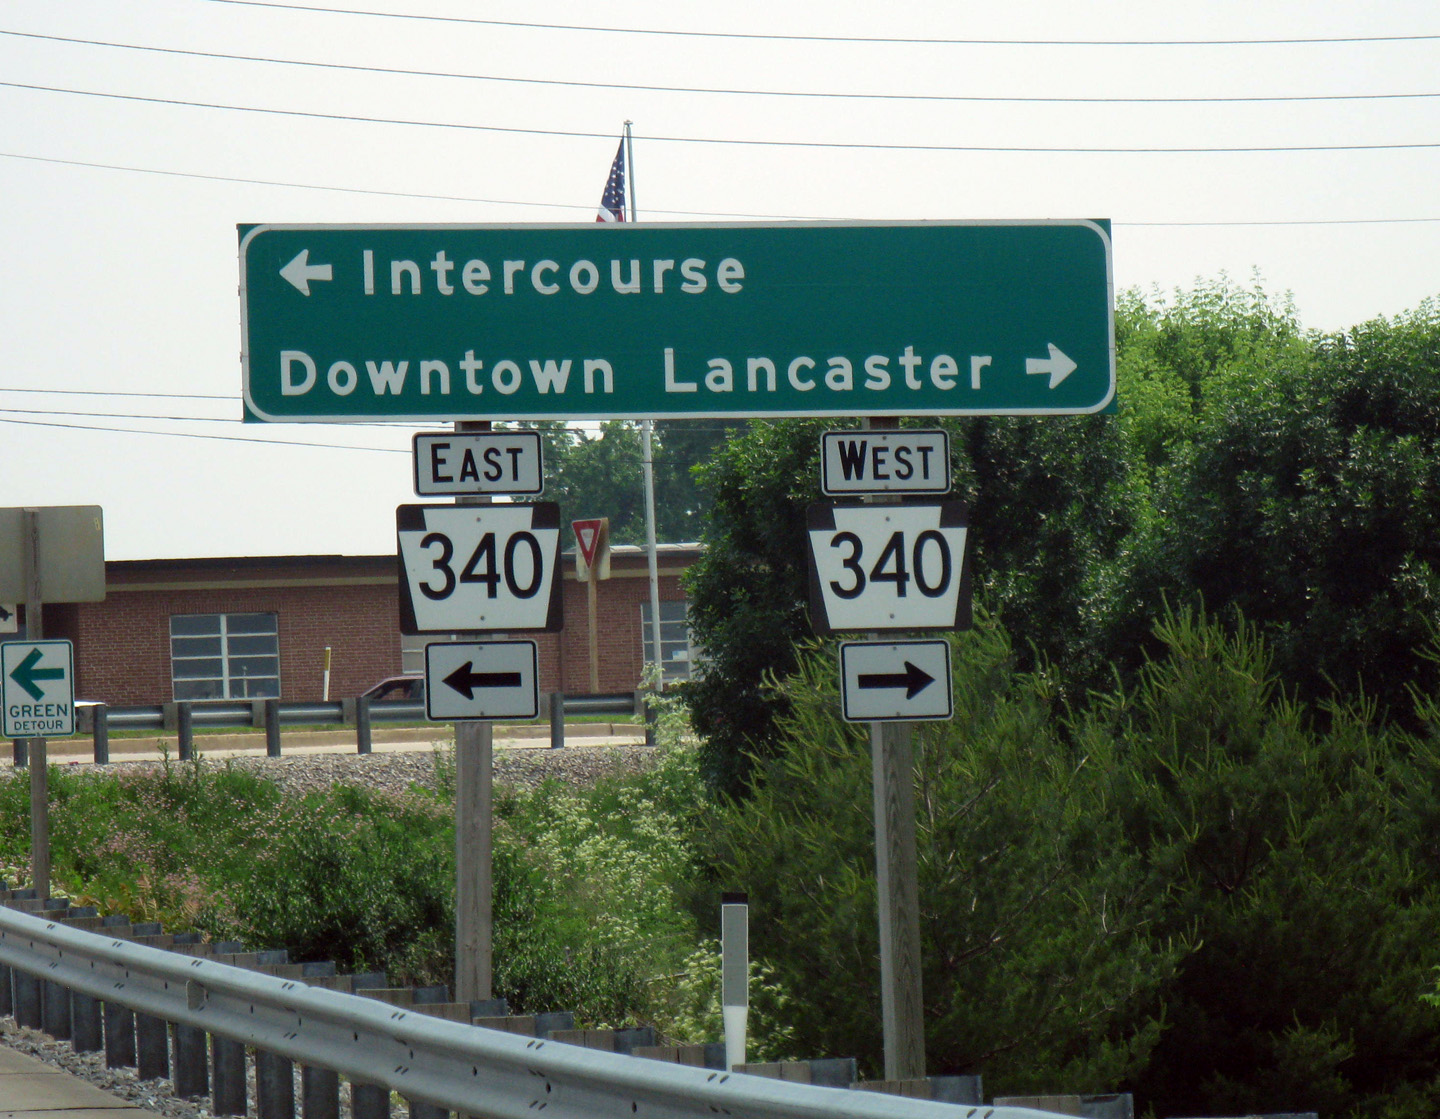 Intercourse
Downtown Lancaster
EAST
WEST
340
340
GREEN
DETOUR